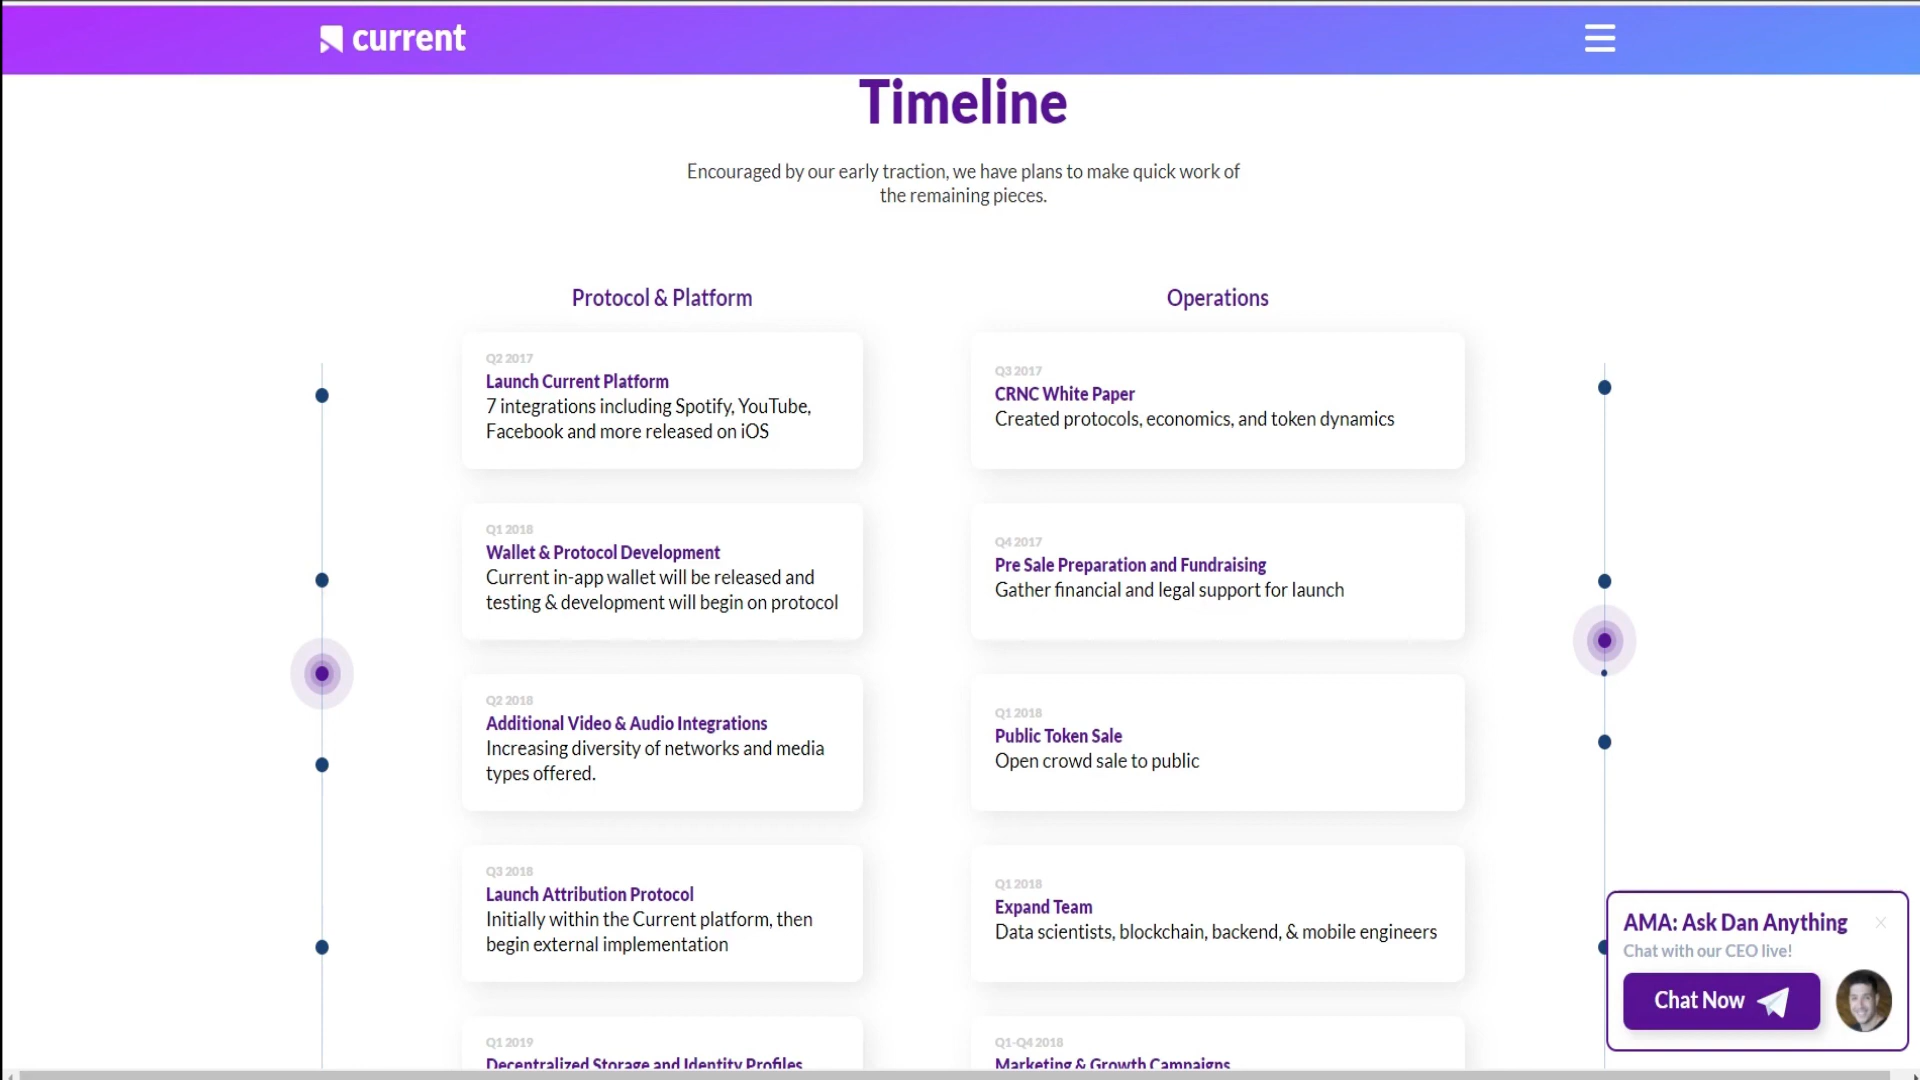 current
Timeline
Encouraged by our early traction, we have plans to make quick work of
the remaining pieces.
Protocol & Platform
Q2 2017
Launch Current Platform
7 integrations including Spotify, YouTube,
Facebook and more released on iOS
Q1 2018
Wallet & Protocol Development
Current in-app wallet will be released and
testing & development will begin on protocol
Q2 2018
Additional Video & Audio Integrations
Increasing diversity of networks and media
types offered.
Q3 2018
Launch Attribution Protocol
Initially within the Current platform, then
begin external implementation
Q1 2019
Decentralized Storage and Identity Profiles
Operations
Q3 2017
CRNC White Paper
Created protocols, economics, and token dynamics
Q4 2017
Pre Sale Preparation and Fundraising
Gather financial and legal support for launch
Q1 2018
Public Token Sale
Open crowd sale to public
Q1 2018
Expand Team
Data scientists, blockchain, backend, & mobile engineers
Q1-Q4 2018
Marketing & Growth Campaigns
AMA: Ask Dan Anything
Chat with our CEO live!
Chat Now